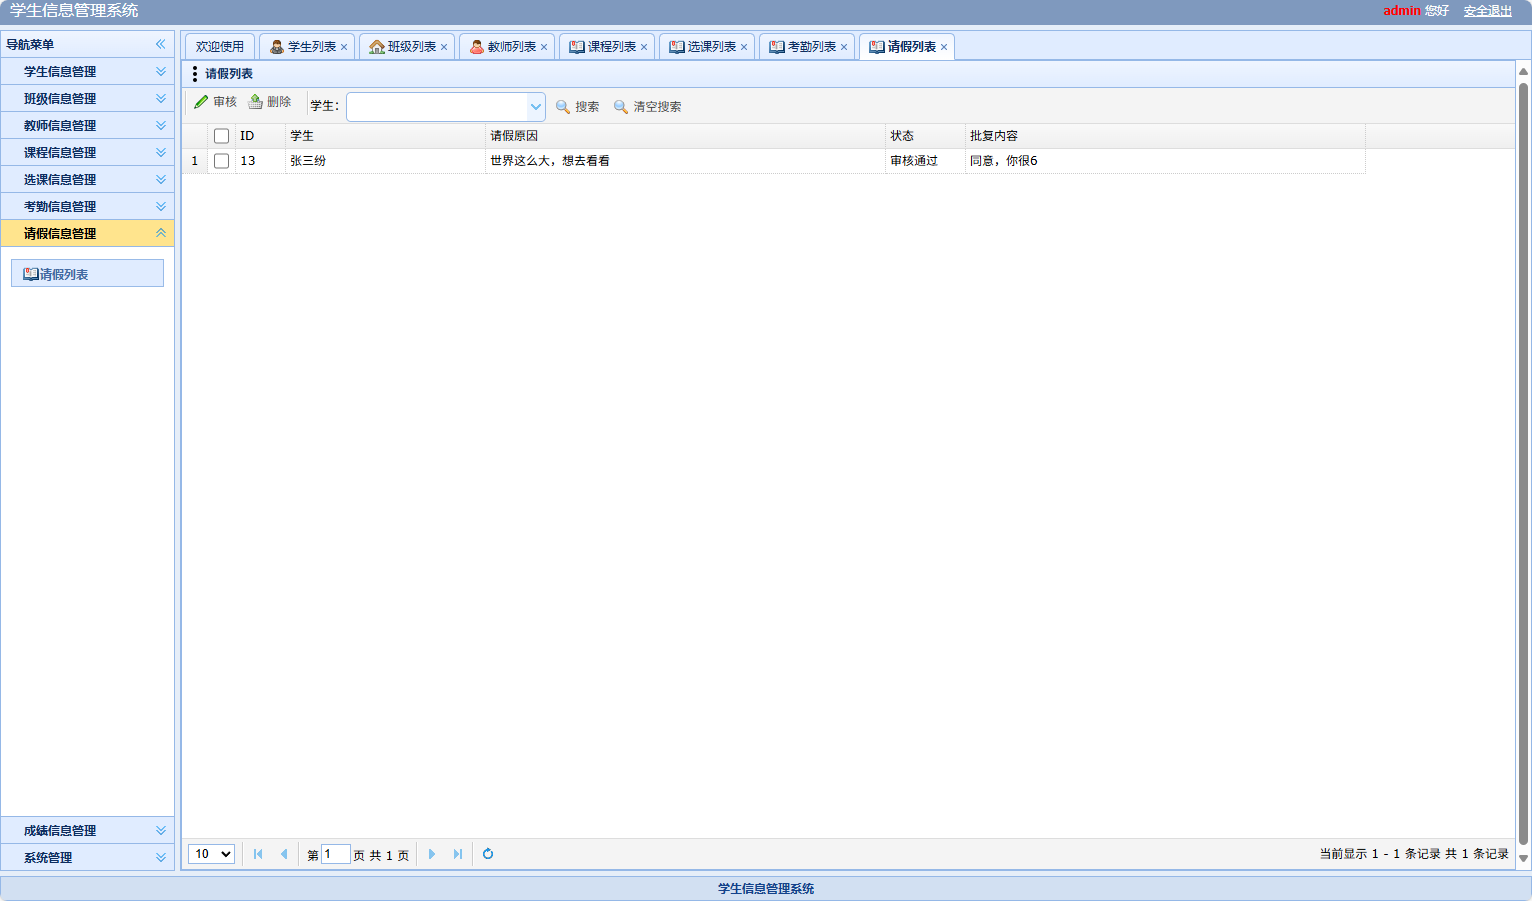 学生信息管理系统
admin 您好 安全退出
导航菜单
学生信息管理
班级信息管理
教师信息管理
课程信息管理
选课信息管理
考勤信息管理
请假信息管理
请假列表
成绩信息管理
系统管理
欢迎使用 学生列表 班级列表 教师列表 课程列表 选课列表 考勤列表 请假列表
请假列表
审核 删除 学生： 搜索 清空搜索
ID 学生 请假原因 状态 批复内容
1 13 张三纷 世界这么大，想去看看 审核通过 同意，你很6
10 第 1 页 共 1 页 当前显示 1 - 1 条记录 共 1 条记录
学生信息管理系统